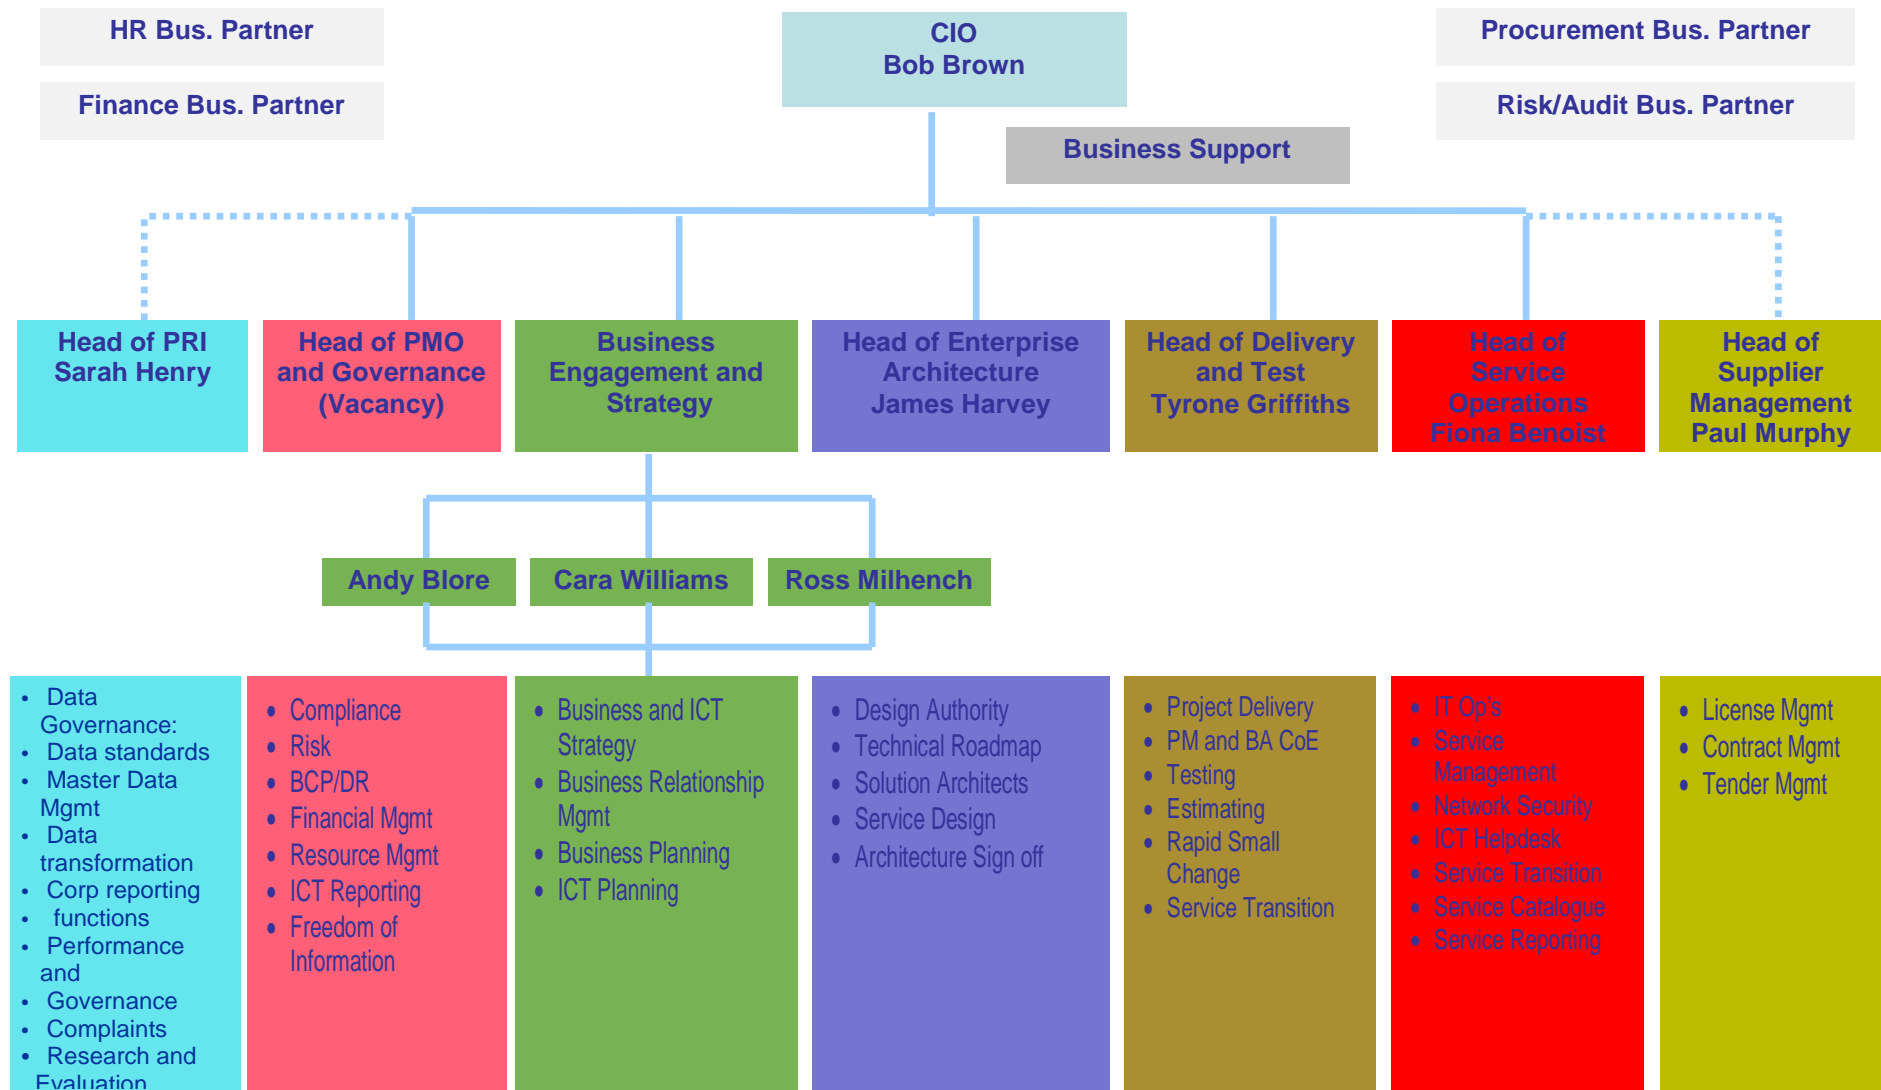 HR Bus. Partner
Finance Bus. Partner
CIO
Bob Brown
Procurement Bus. Partner
Risk/Audit Bus. Partner
Business Support
Head of PRI
Sarah Henry
Head of PMO
and Governance
(Vacancy)
Business
Engagement and
Strategy
Head of Enterprise
Architecture
James Harvey
Head of Delivery
and Test
Tyrone Griffiths
Head of
Service
Operations
Fiona Benoist
Head of
Supplier
Management
Paul Murphy
Andy Blore
Cara Williams
Ross Milhench
• Data
Governance:
• Data standards
• Master Data
Mgmt
• Data
transformation
• Corp reporting
• functions
• Performance
and
• Governance
• Complaints
• Research and
Evaluation
• Compliance
• Risk
• BCP/DR
• Financial Mgmt
• Resource Mgmt
• ICT Reporting
• Freedom of
Information
• Business and ICT
Strategy
• Business Relationship
Mgmt
• Business Planning
• ICT Planning
• Design Authority
• Technical Roadmap
• Solution Architects
• Service Design
• Architecture Sign off
• Project Delivery
• PM and BA CoE
• Testing
• Estimating
• Rapid Small
Change
• Service Transition
• IT Op's
• Service
Management
• Network Security
• ICT Helpdesk
• Service Transition
• Service Catalogue
• Service Reporting
• License Mgmt
• Contract Mgmt
• Tender Mgmt